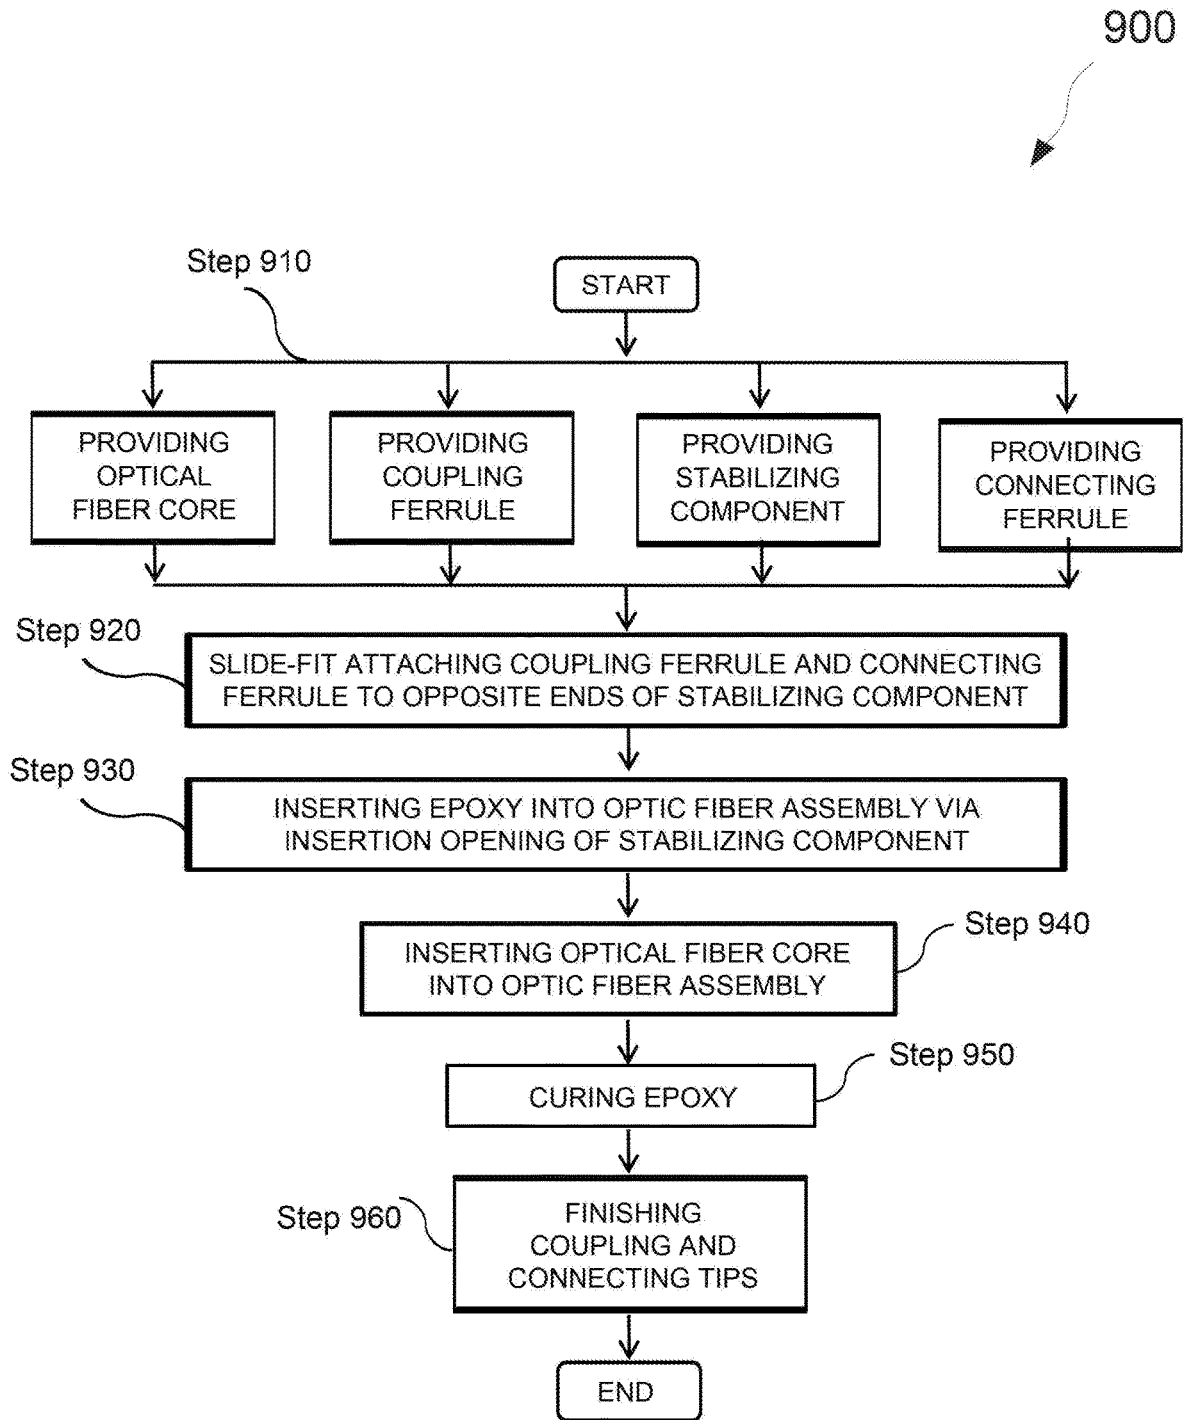 900
Step 910
START
PROVIDING
OPTICAL
FIBER CORE
PROVIDING
COUPLING
FERRULE
PROVIDING
STABILIZING
COMPONENT
PROVIDING
CONNECTING
FERRULE
Step 920
SLIDE-FIT ATTACHING COUPLING FERRULE AND CONNECTING
FERRULE TO OPPOSITE ENDS OF STABILIZING COMPONENT
Step 930
INSERTING EPOXY INTO OPTIC FIBER ASSEMBLY VIA
INSERTION OPENING OF STABILIZING COMPONENT
Step 940
INSERTING OPTICAL FIBER CORE
INTO OPTIC FIBER ASSEMBLY
Step 950
CURING EPOXY
Step 960
FINISHING
COUPLING AND
CONNECTING TIPS
END